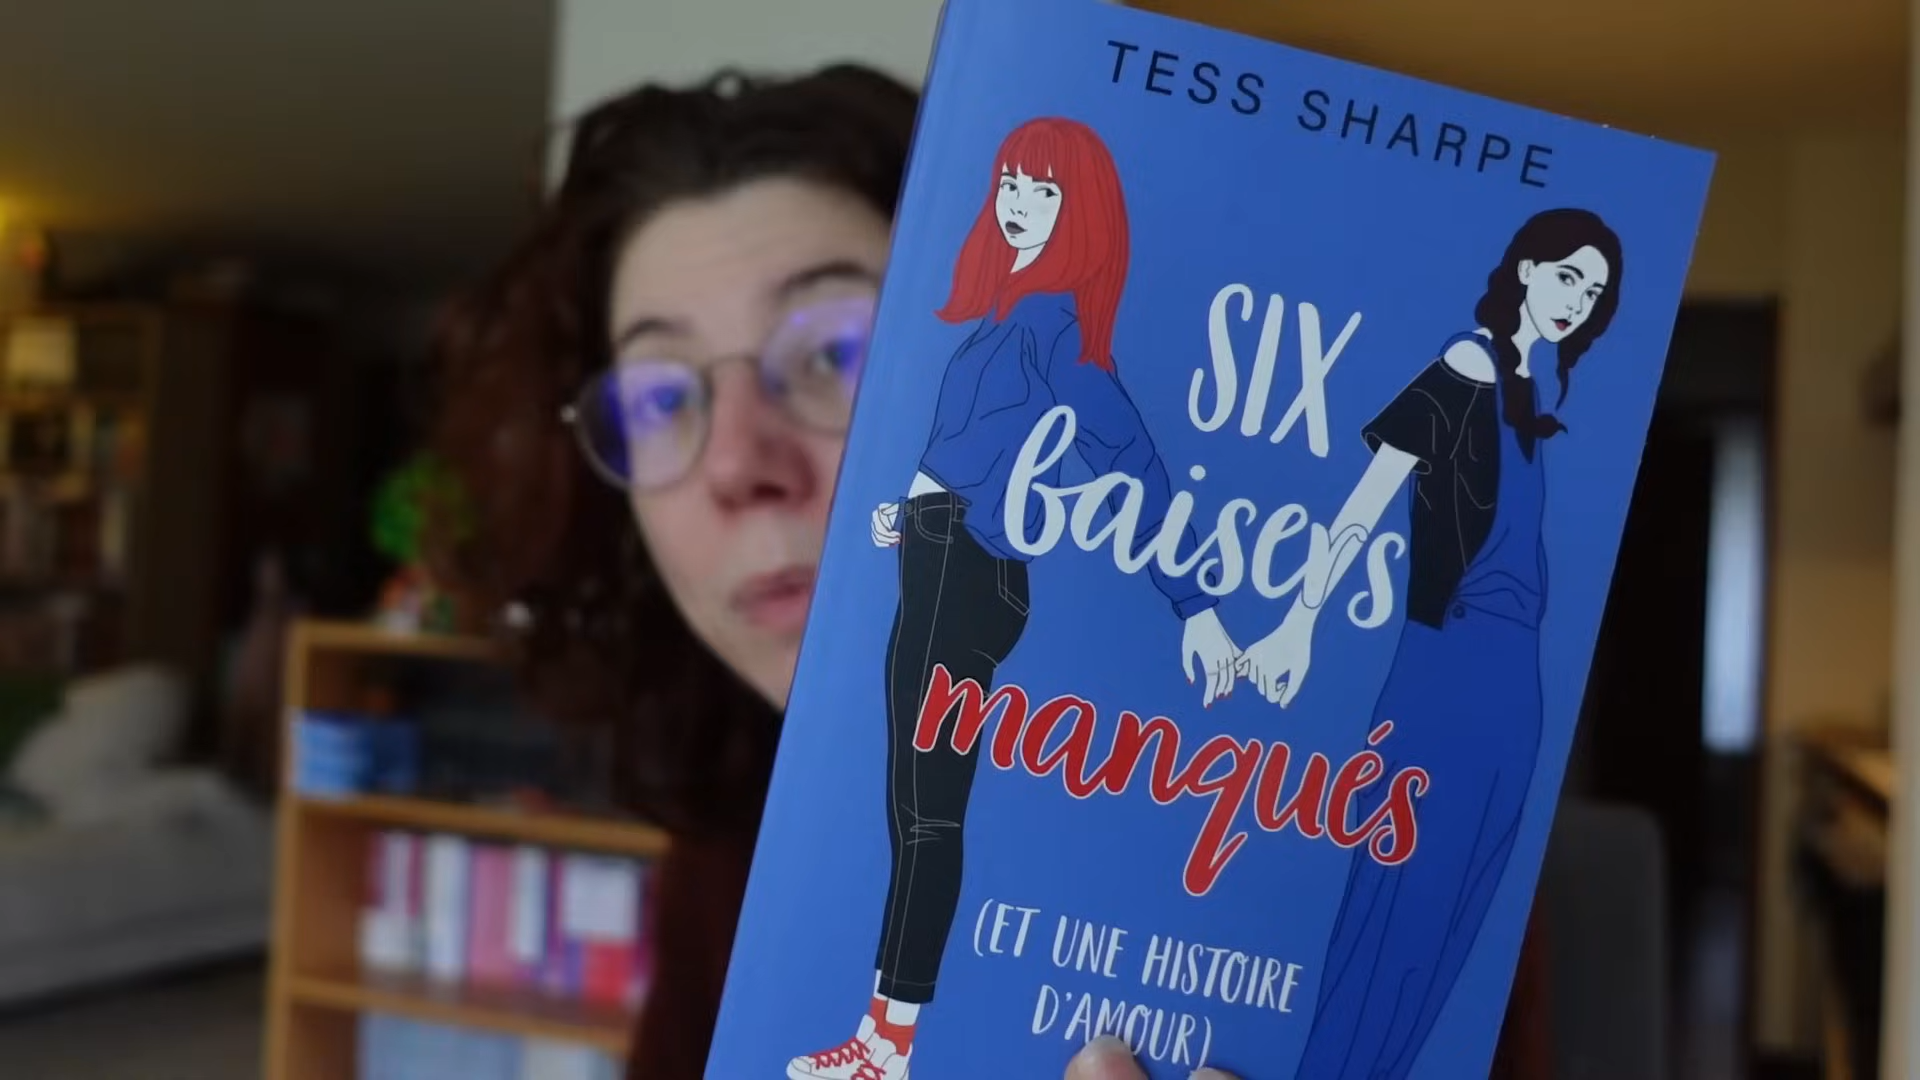 TESS SHARPE
SIX
baisers
manqués
(ET UNE HISTOIRE
D'AMOUR)